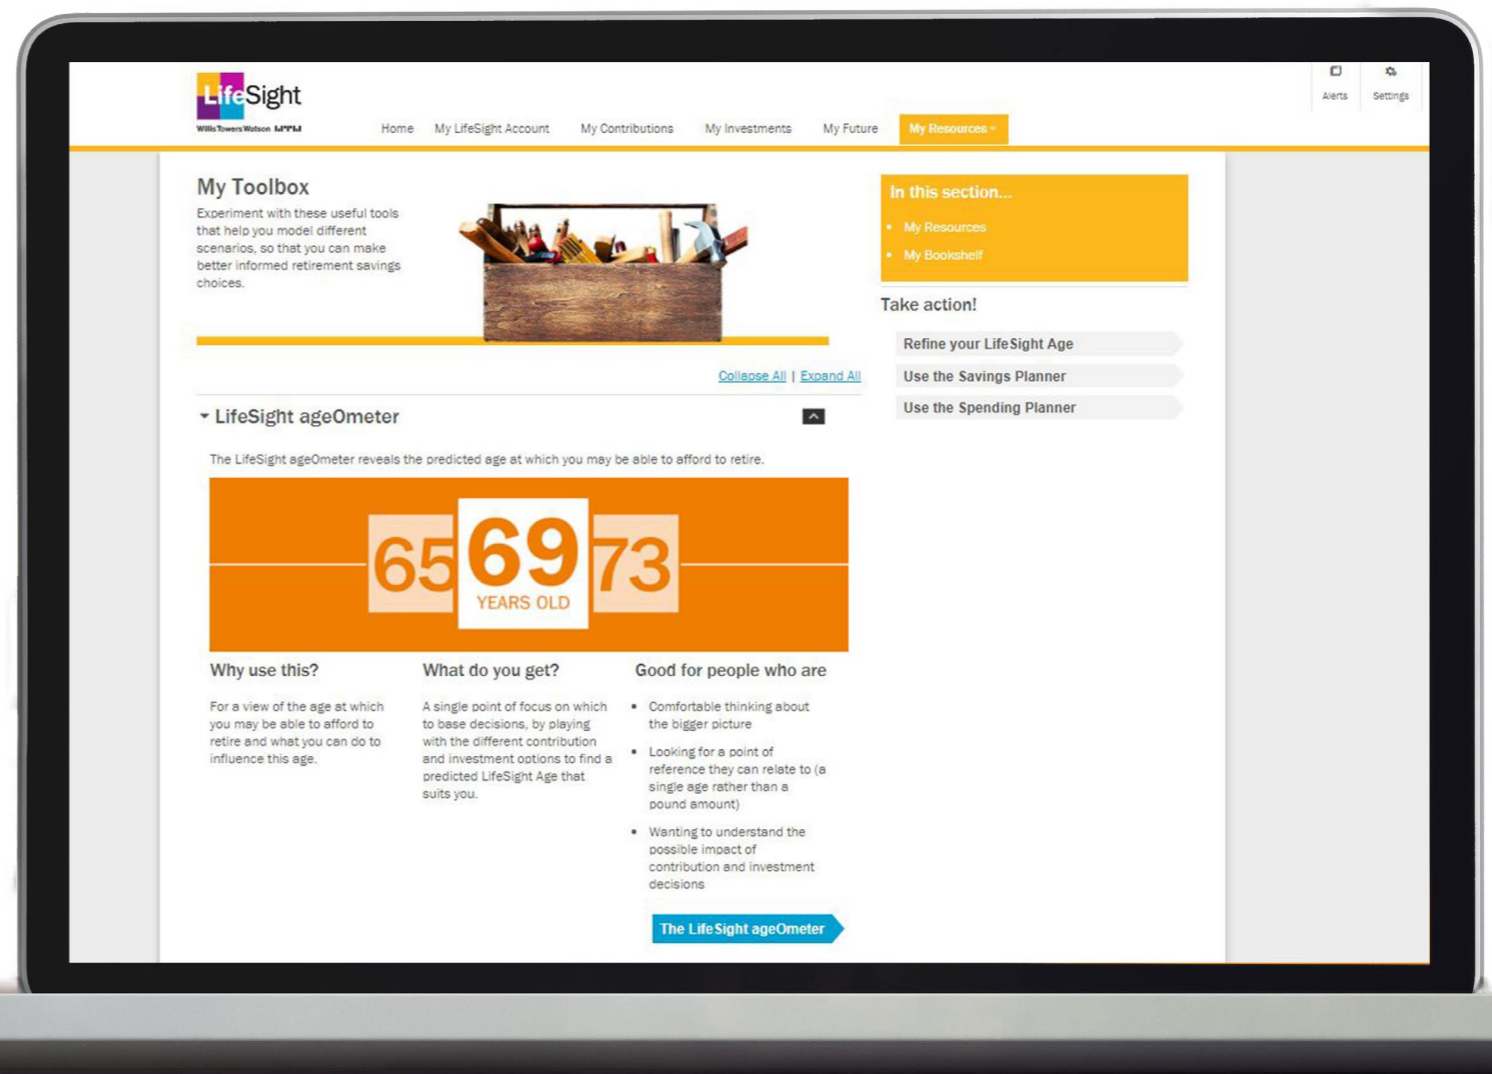 LifeSight
Willis Towers Watson
Alerts
Settings
Home
My LifeSight Account
My Contributions
My Investments
My Future
My Resources
My Toolbox
Experiment with these useful tools
that help you model different
scenarios, so that you can make
better informed retirement savings
choices.
Collapse All | Expand All
LifeSight ageOmeter
The LifeSight ageOmeter reveals the predicted age at which you may be able to afford to retire.
65
69
73
YEARS OLD
Why use this?
For a view of the age at which
you may be able to afford to
retire and what you can do to
influence this age.
What do you get?
A single point of focus on which
to base decisions, by playing
with the different contribution
and investment options to find a
predicted LifeSight Age that
suits you.
Good for people who are
• Comfortable thinking about
the bigger picture
• Looking for a point of
reference they can relate to (a
single age rather than a
pound amount)
• Wanting to understand the
possible impact of
contribution and investment
decisions
The LifeSight ageOmeter
In this section...
• My Resources
• My Bookshelf
Take action!
Refine your LifeSight Age
Use the Savings Planner
Use the Spending Planner